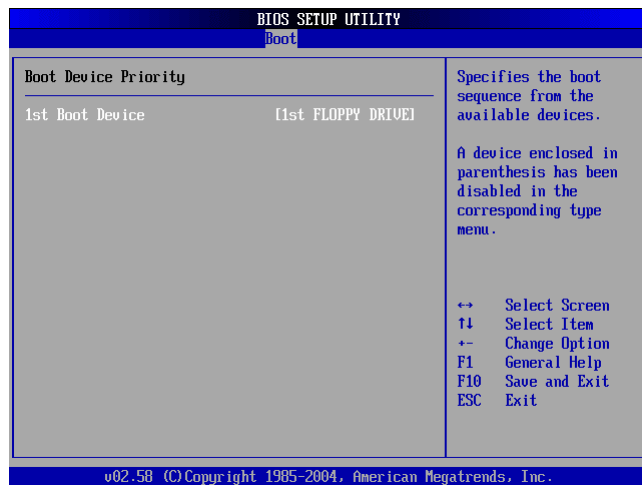 BIOS SETUP UTILITY
Boot
Boot Device Priority
1st Boot Device [1st FLOPPY DRIVE]
Specifies the boot
sequence from the
available devices.
A device enclosed in
parenthesis has been
disabled in the
corresponding type
menu.
←→ Select Screen
↑↓ Select Item
+- Change Option
F1 General Help
F10 Save and Exit
ESC Exit
v02.58 (C)Copyright 1985-2004, American Megatrends, Inc.